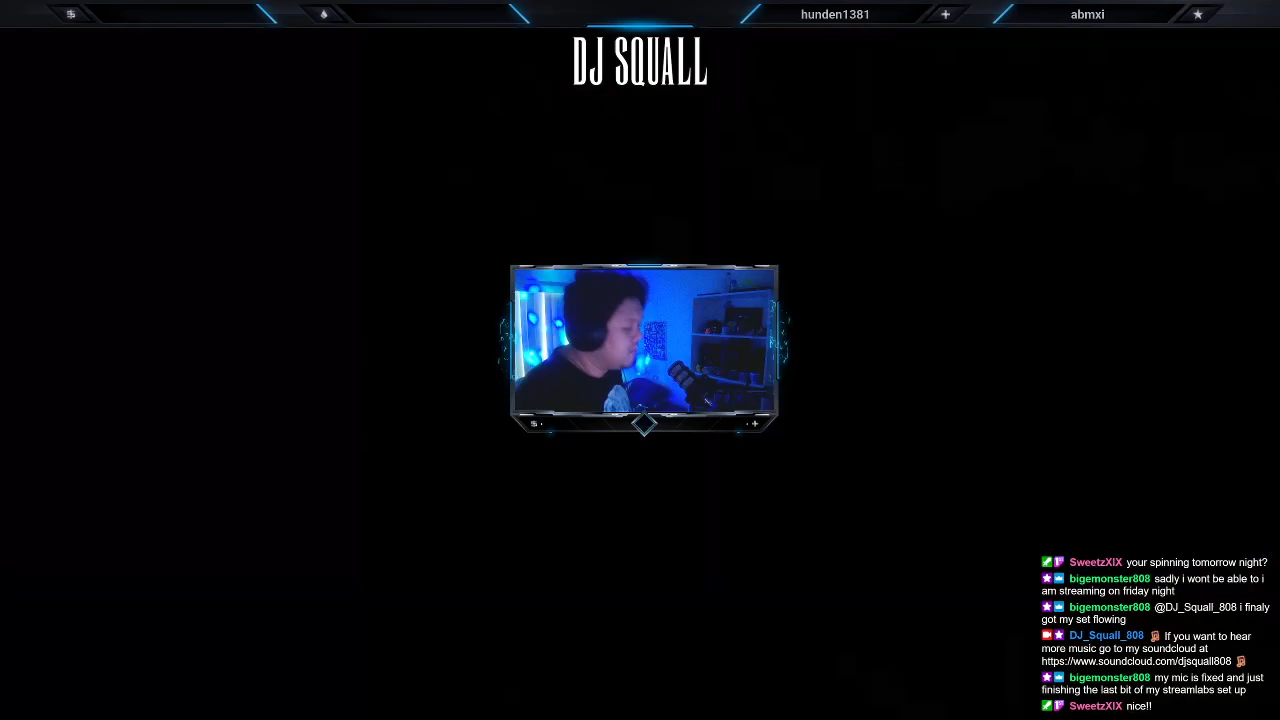 hunden1381
abmxi
DJ SQUALL
SweetzXIX your spinning tomorrow night?
bigemonster808 sadly i wont be able to i
am streaming on friday night
bigemonster808 @DJ_Squall_808 i finaly
got my set flowing
DJ_Squall_808 If you want to hear
more music go to my soundcloud at
https://www.soundcloud.com/djsquall808
bigemonster808 my mic is fixed and just
finishing the last bit of my streamlabs set up
SweetzXIX nice!!